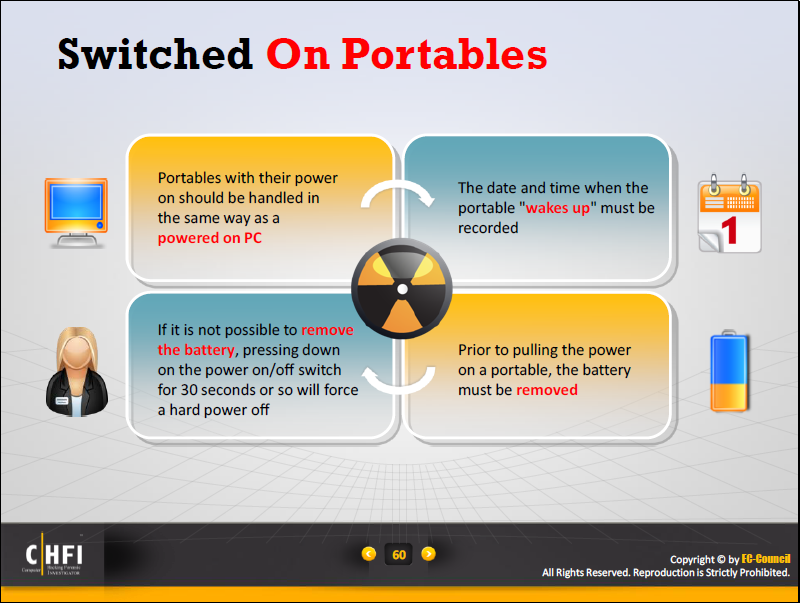 Switched On Portables
Portables with their power
on should be handled in
the same way as a
powered on PC
The date and time when the
portable "wakes up" must be
recorded
1
If it is not possible to remove
the battery, pressing down
on the power on/off switch
for 30 seconds or so will force
a hard power off
Prior to pulling the power
on a portable, the battery
must be removed
CHFI
Computer Hacking Forensic
INVESTIGATOR
60
Copyright © by EC-Council
All Rights Reserved. Reproduction is Strictly Prohibited.